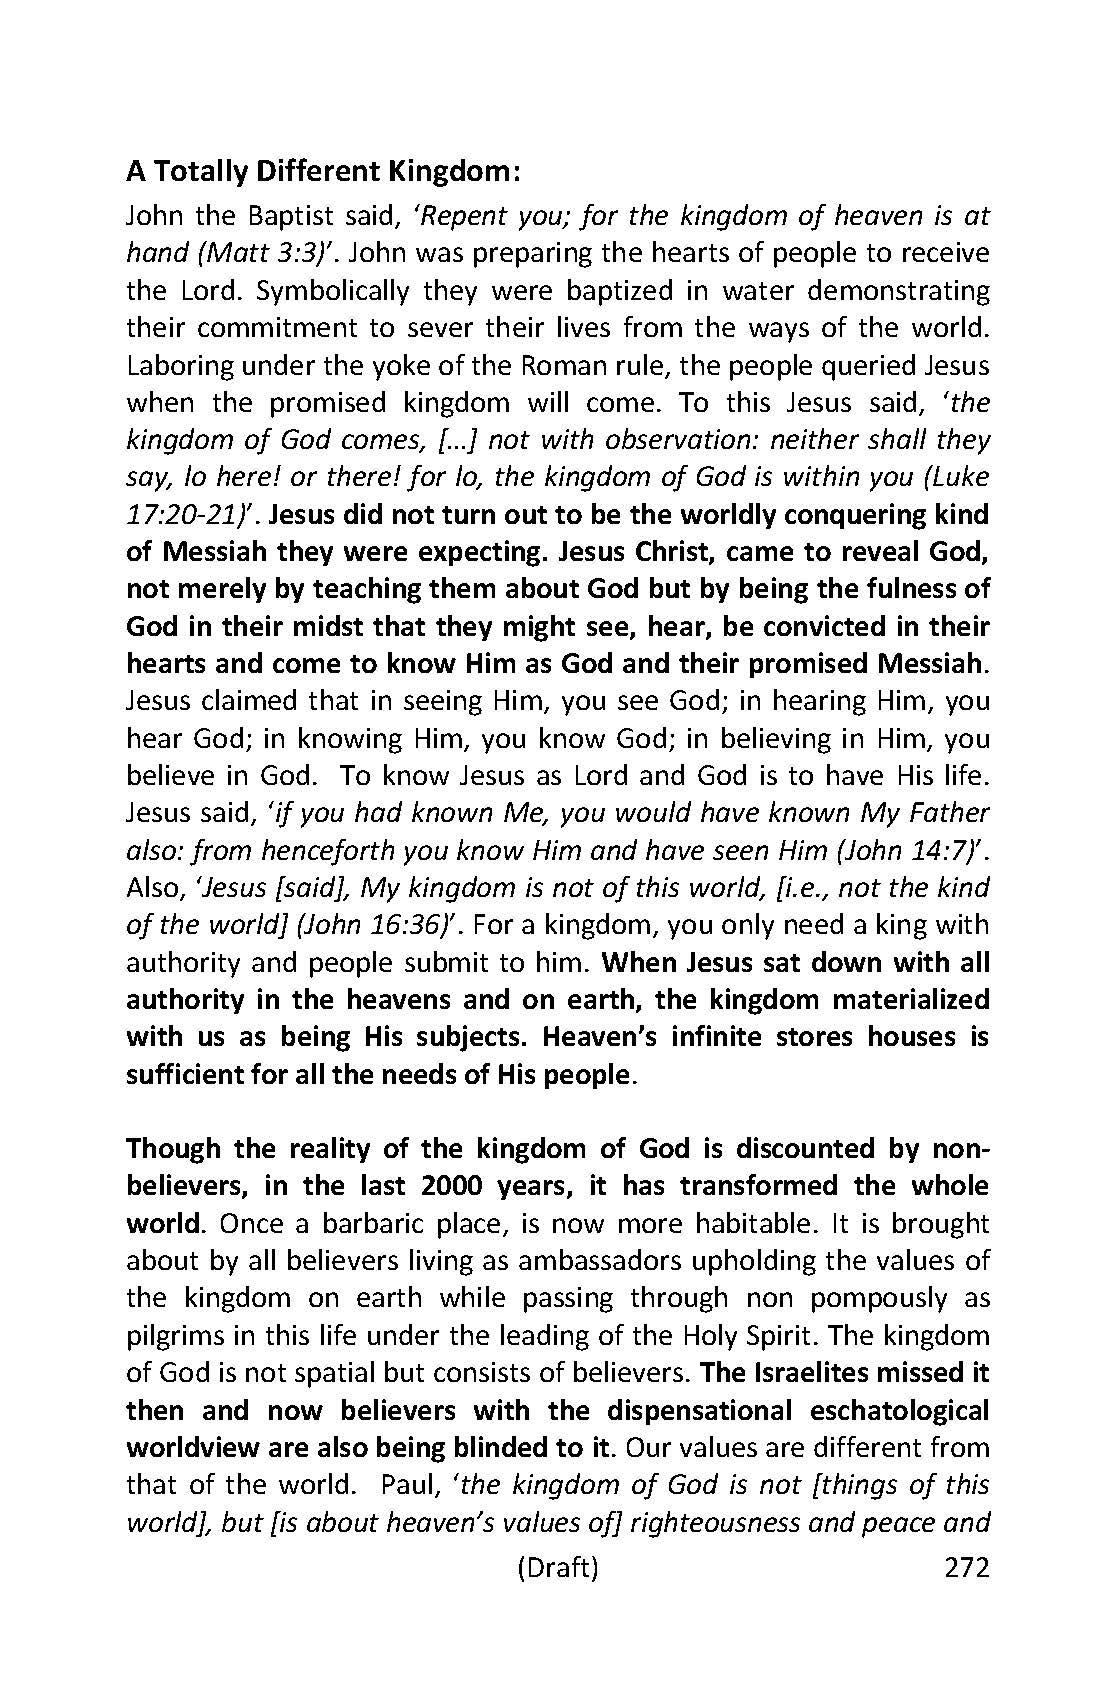 A Totally Different Kingdom:
John the Baptist said, ‘Repent you; for the kingdom of heaven is at
hand (Matt 3:3)’. John was preparing the hearts of people to receive
the Lord. Symbolically they were baptized in water demonstrating
their commitment to sever their lives from the ways of the world.
Laboring under the yoke of the Roman rule, the people queried Jesus
when the promised kingdom will come. To this Jesus said, ‘the
kingdom of God comes, [...] not with observation: neither shall they
say, lo here! or there! for lo, the kingdom of God is within you (Luke
17:20-21)’. Jesus did not turn out to be the worldly conquering kind
of Messiah they were expecting. Jesus Christ, came to reveal God,
not merely by teaching them about God but by being the fulness of
God in their midst that they might see, hear, be convicted in their
hearts and come to know Him as God and their promised Messiah.
Jesus claimed that in seeing Him, you see God; in hearing Him, you
hear God; in knowing Him, you know God; in believing in Him, you
believe in God.  To know Jesus as Lord and God is to have His life.
Jesus said, ‘if you had known Me, you would have known My Father
also: from henceforth you know Him and have seen Him (John 14:7)’.
Also, ‘Jesus [said], My kingdom is not of this world, [i.e., not the kind
of the world] (John 16:36)’. For a kingdom, you only need a king with
authority and people submit to him. When Jesus sat down with all
authority in the heavens and on earth, the kingdom materialized
with us as being His subjects. Heaven’s infinite stores houses is
sufficient for all the needs of His people.
Though the reality of the kingdom of God is discounted by non-
believers, in the last 2000 years, it has transformed the whole
world. Once a barbaric place, is now more habitable. It is brought
about by all believers living as ambassadors upholding the values of
the kingdom on earth while passing through non pompously as
pilgrims in this life under the leading of the Holy Spirit. The kingdom
of God is not spatial but consists of believers. The Israelites missed it
then and now believers with the dispensational eschatological
worldview are also being blinded to it. Our values are different from
that of the world.  Paul, ‘the kingdom of God is not [things of this
world], but [is about heaven’s values of] righteousness and peace and
(Draft) 272